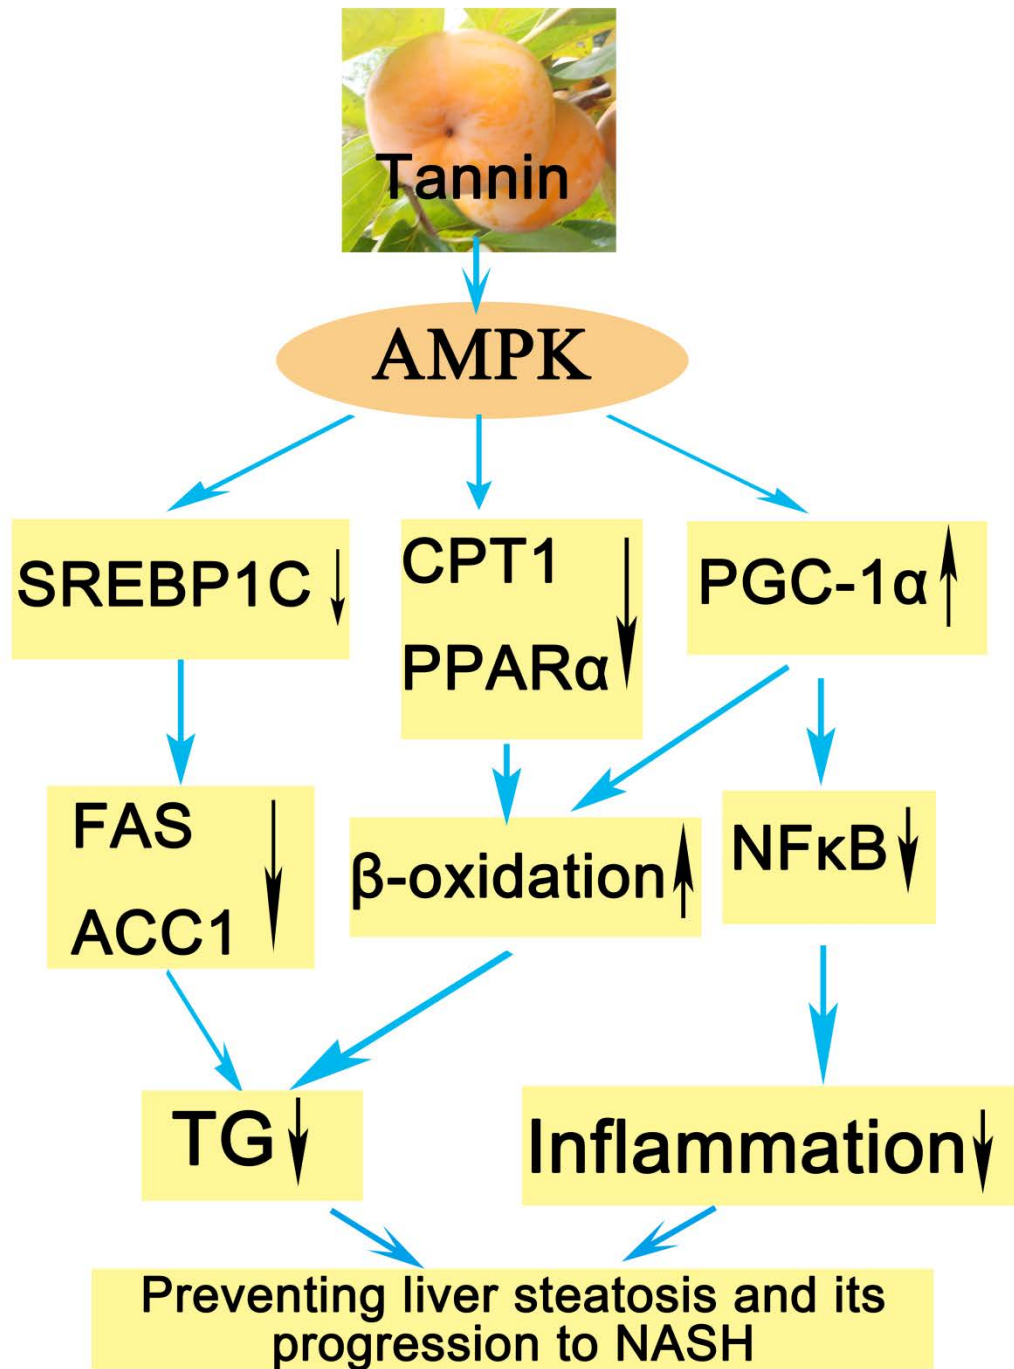 Tannin
AMPK
SREBP1C
CPT1
PPARα
PGC-1α
FAS
ACC1
β-oxidation
NFκB
TG
Inflammation
Preventing liver steatosis and its
progression to NASH